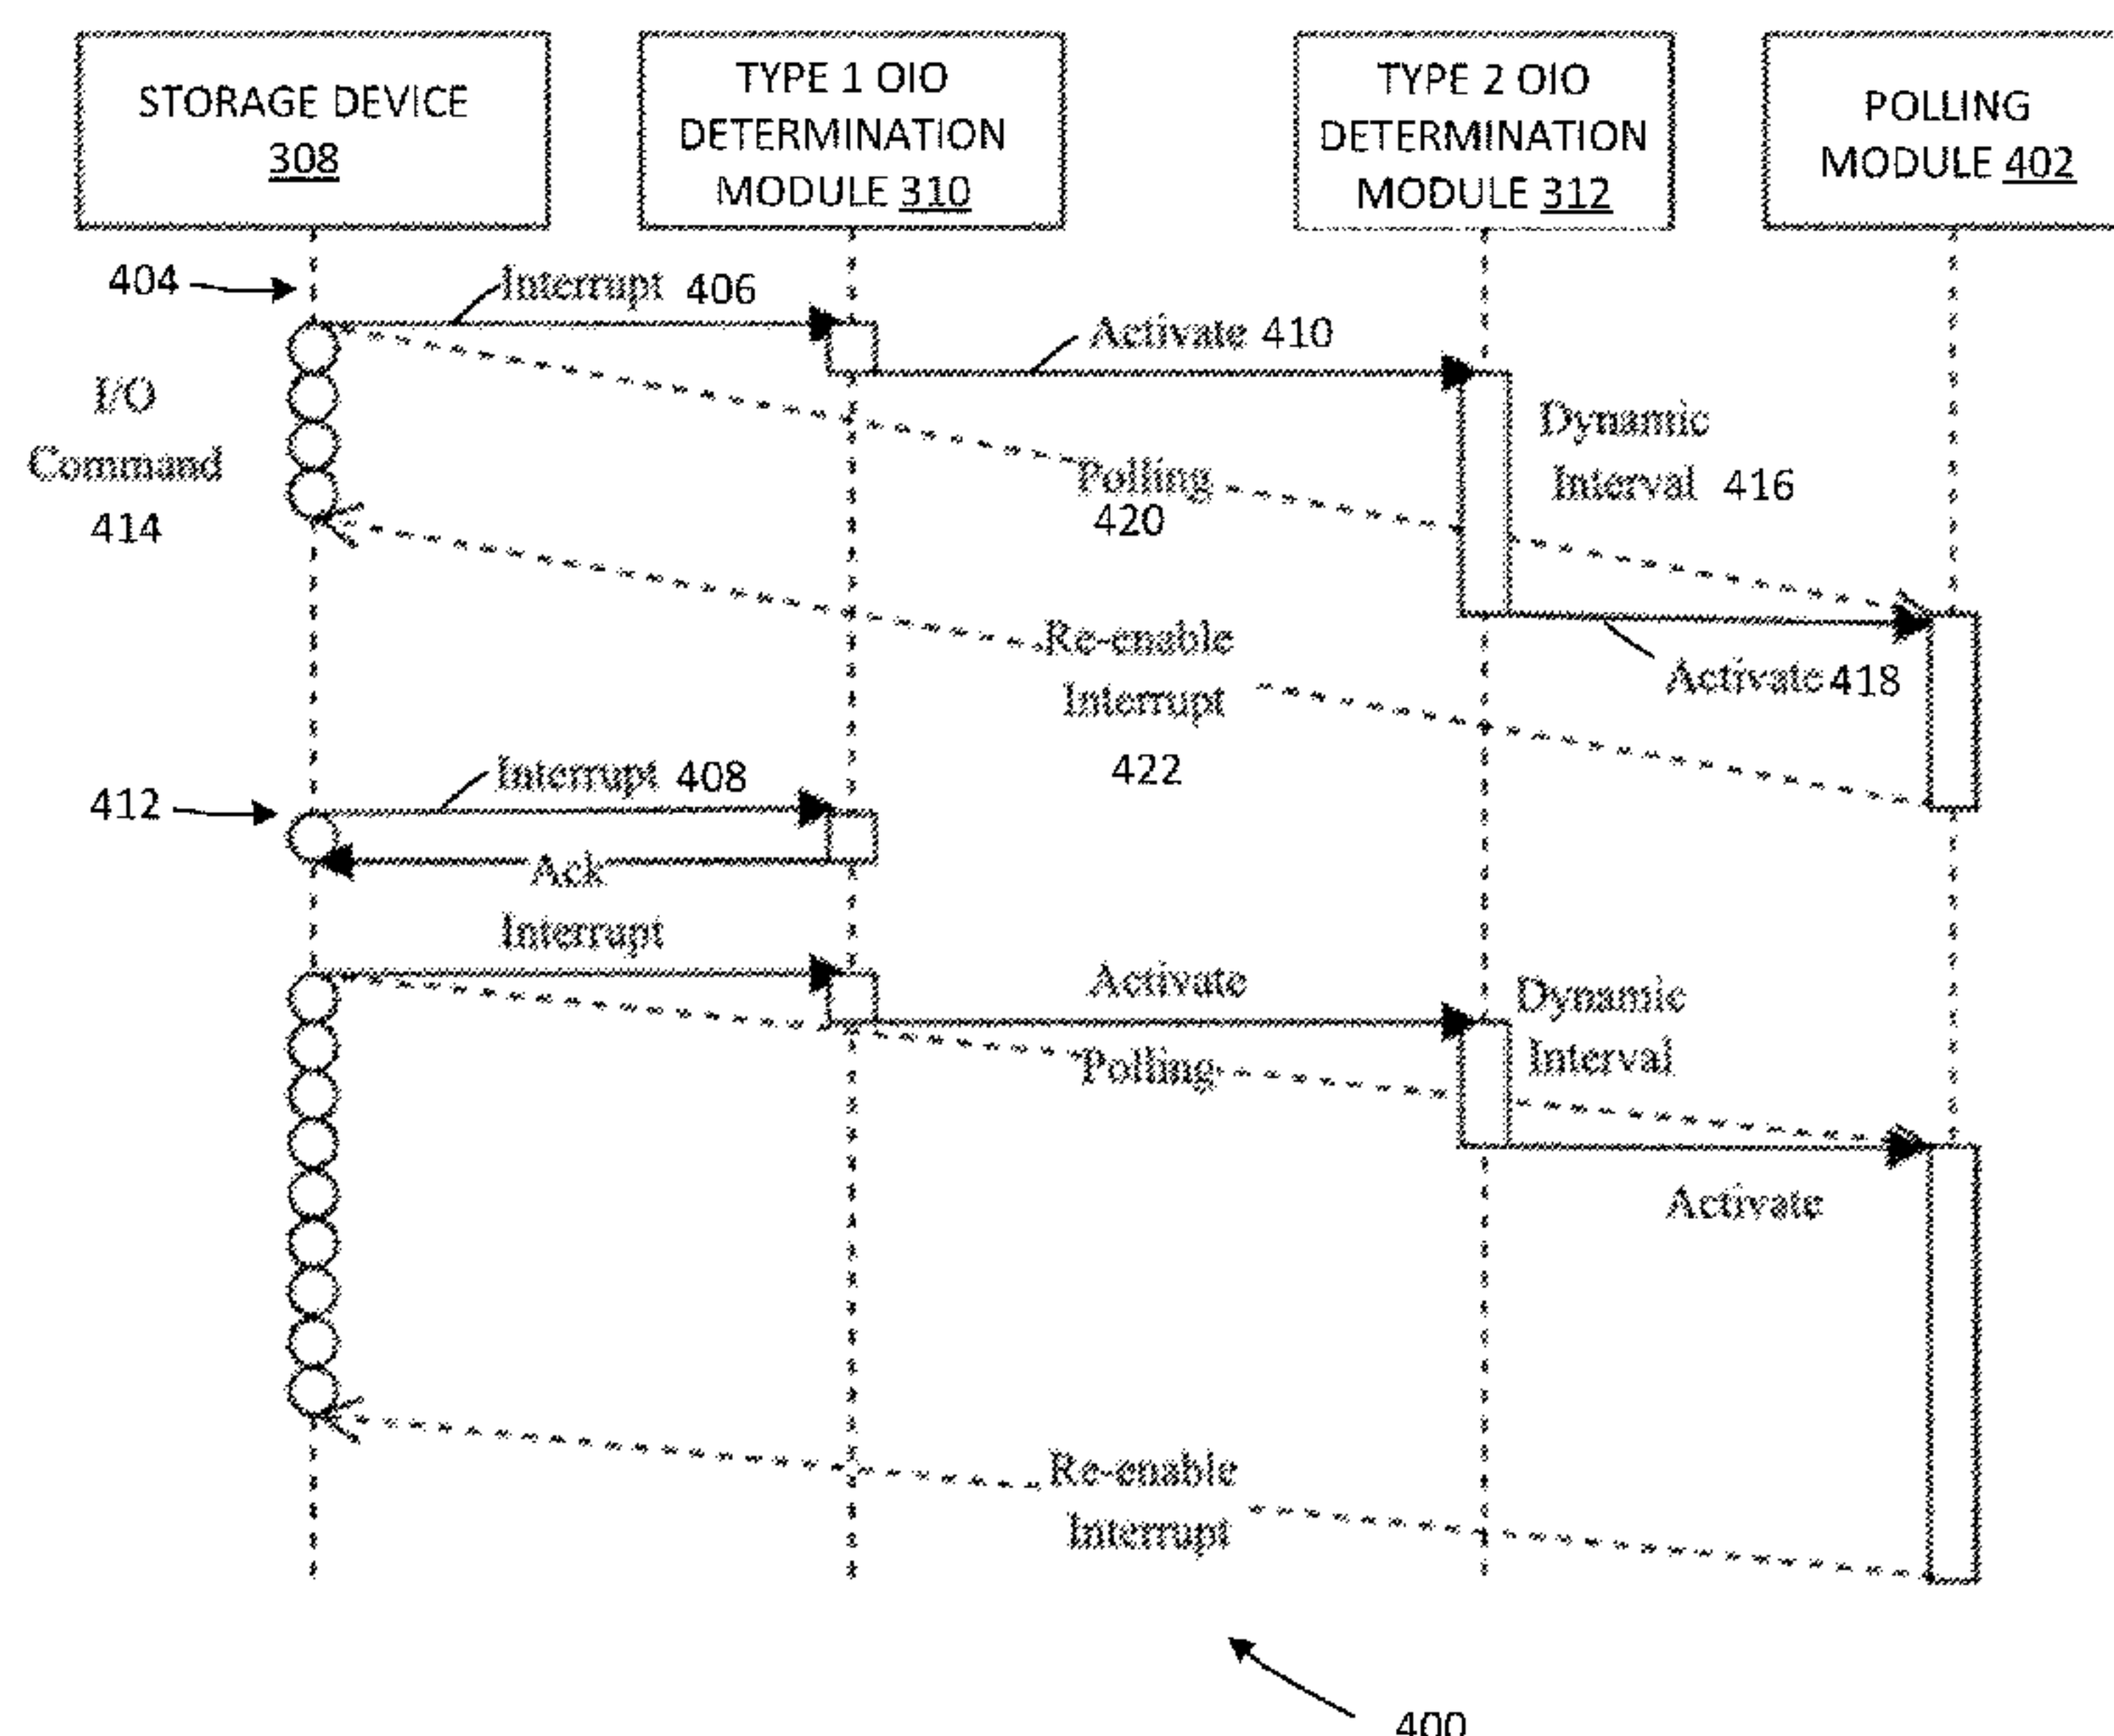 STORAGE DEVICE
308
TYPE 1 OIO
DETERMINATION
MODULE 310
TYPE 2 OIO
DETERMINATION
MODULE 312
POLLING
MODULE 402
404
Interrupt 406
Activate 410
I/O
Command
414
Dynamic
Interval 416
Polling
420
Re-enable
Interrupt
422
Activate 418
412
Interrupt 408
Ack
Interrupt
Activate
Dynamic
Interval
Polling
Activate
Re-enable
Interrupt
400